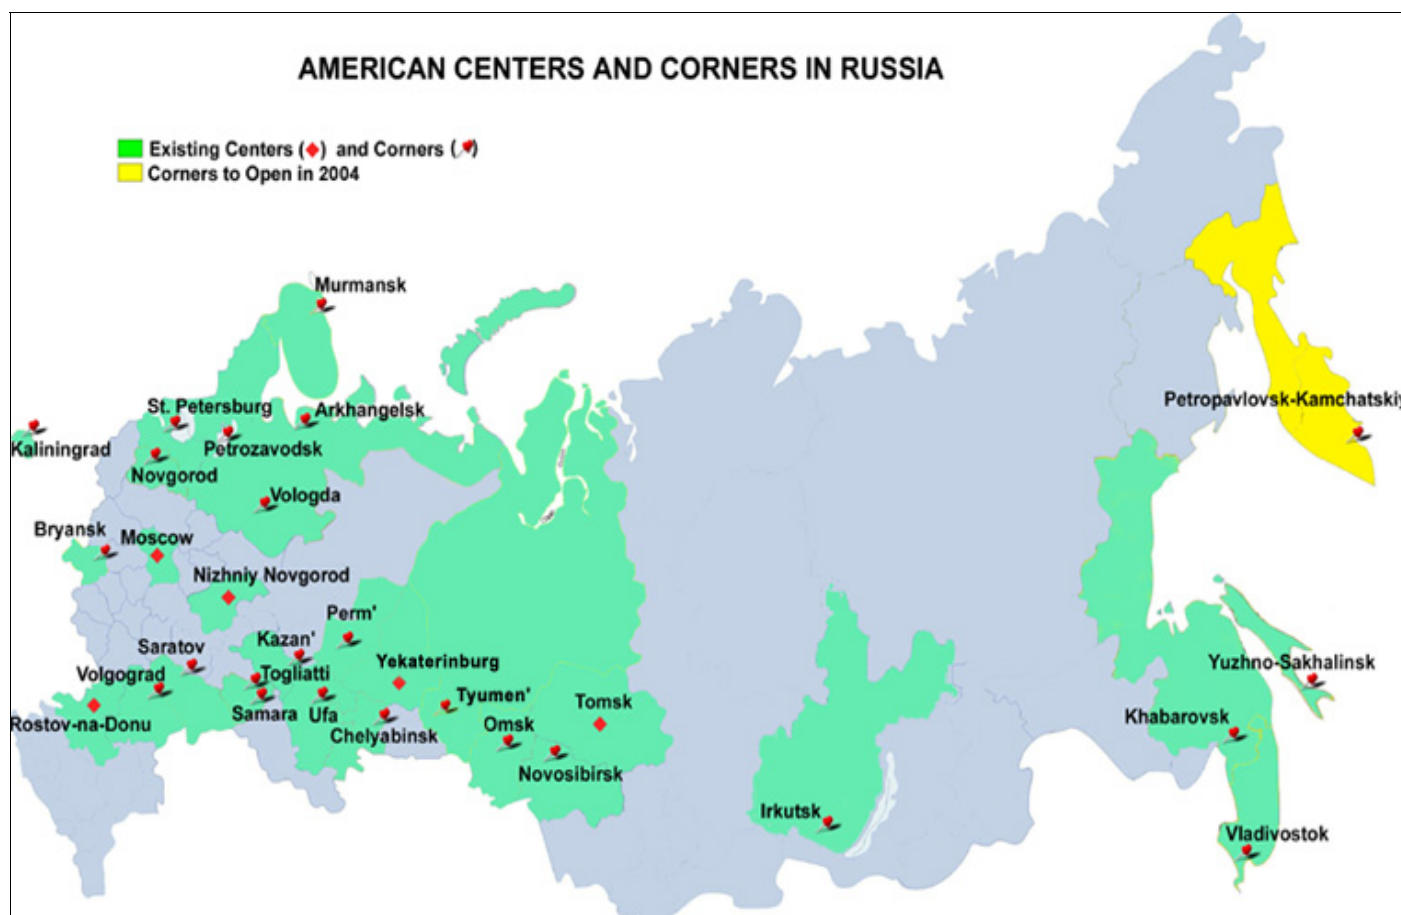 AMERICAN CENTERS AND CORNERS IN RUSSIA
Existing Centers (♦) and Corners ( )
Corners to Open in 2004
Murmansk
St. Petersburg
Arkhangelsk
Petropavlovsk-Kamchatskiy
Kaliningrad
Petrozavodsk
Novgorod
Vologda
Bryansk
Moscow
Nizhniy Novgorod
Perm'
Saratov
Kazan'
Yekaterinburg
Yuzhno-Sakhalinsk
Volgograd
Togliatti
Tyumen'
Tomsk
Rostov-na-Donu
Samara
Ufa
Chelyabinsk
Omsk
Khabarovsk
Novosibirsk
Irkutsk
Vladivostok